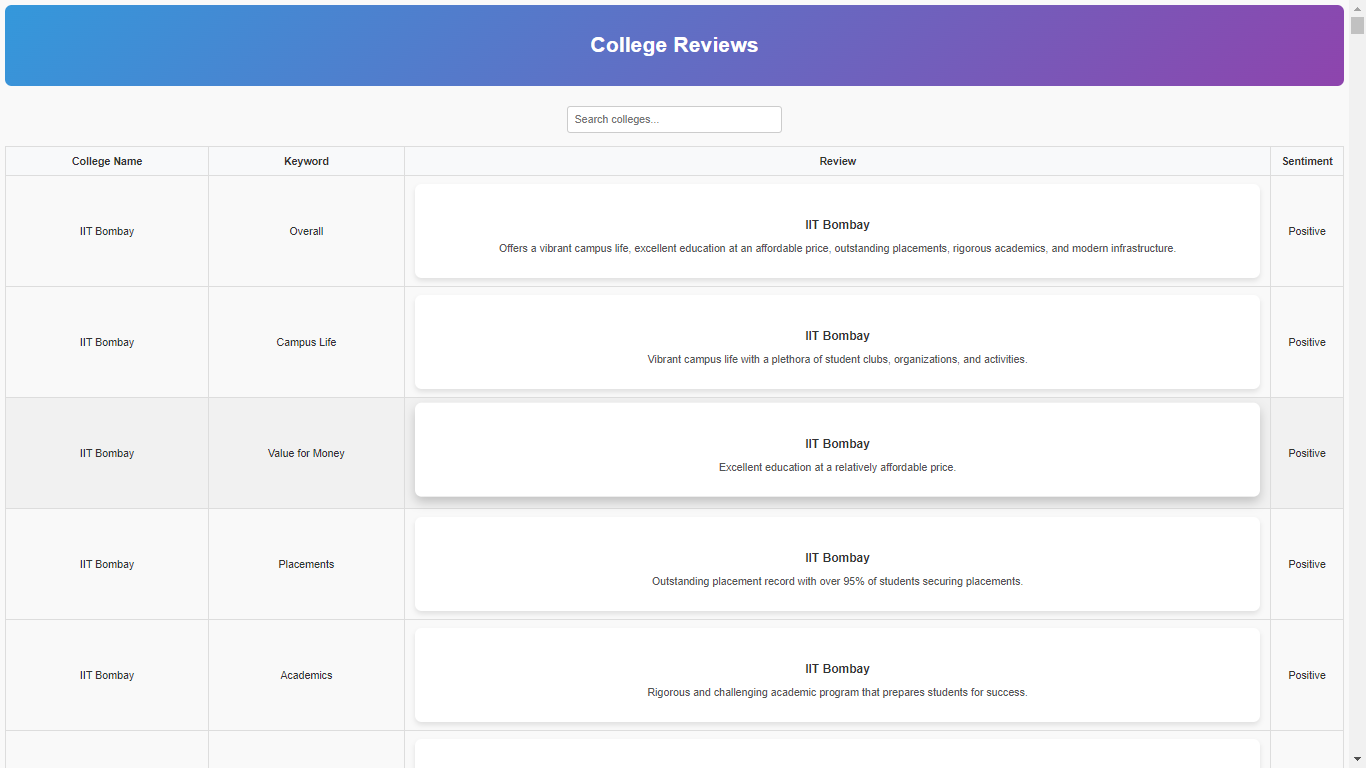 College Reviews
Search colleges...
College Name Keyword Review Sentiment
IIT Bombay Overall IIT Bombay Positive
Offers a vibrant campus life, excellent education at an affordable price, outstanding placements, rigorous academics, and modern infrastructure.
IIT Bombay Campus Life IIT Bombay Positive
Vibrant campus life with a plethora of student clubs, organizations, and activities.
IIT Bombay Value for Money IIT Bombay Positive
Excellent education at a relatively affordable price.
IIT Bombay Placements IIT Bombay Positive
Outstanding placement record with over 95% of students securing placements.
IIT Bombay Academics IIT Bombay Positive
Rigorous and challenging academic program that prepares students for success.